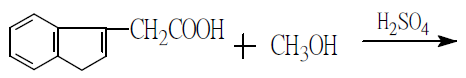 CH₂COOH + CH₃OH H₂SO₄